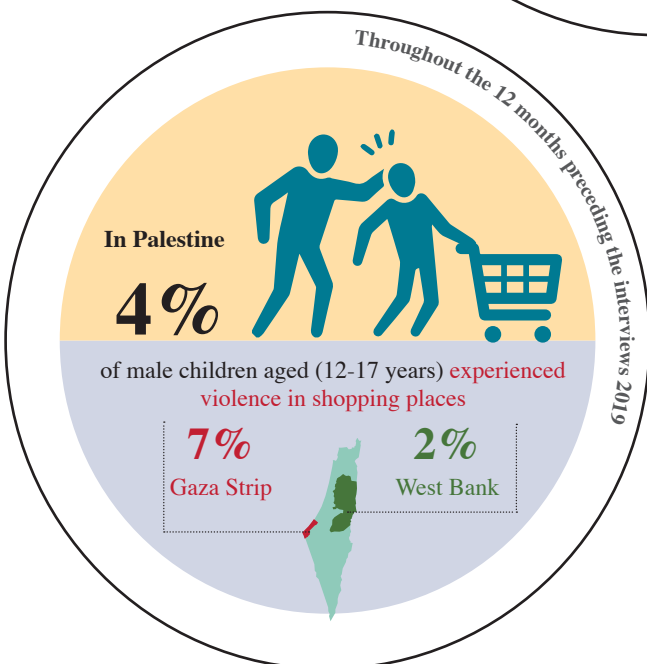 Throughout the 12 months preceding the interviews 2019
In Palestine
4%
of male children aged (12-17 years) experienced
violence in shopping places
7%
Gaza Strip
2%
West Bank